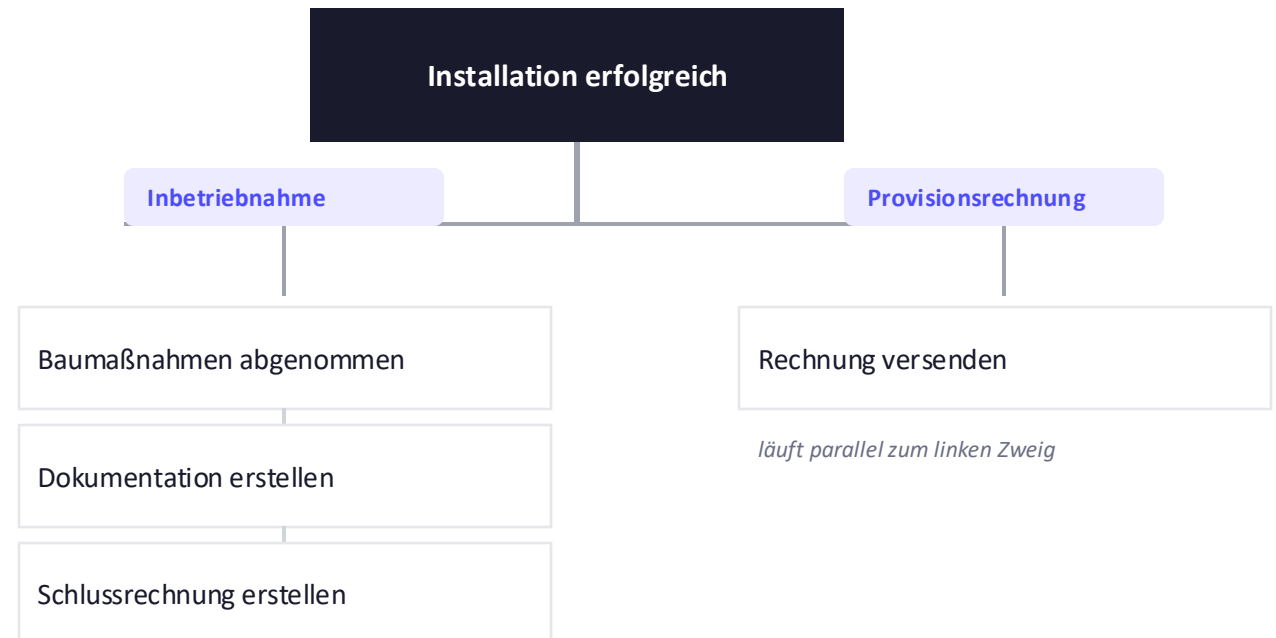 Installation erfolgreich
Inbetriebnahme
Provisionsrechnung
Baumaßnahmen abgenommen
Rechnung versenden
läuft parallel zum linken Zweig
Dokumentation erstellen
Schlussrechnung erstellen